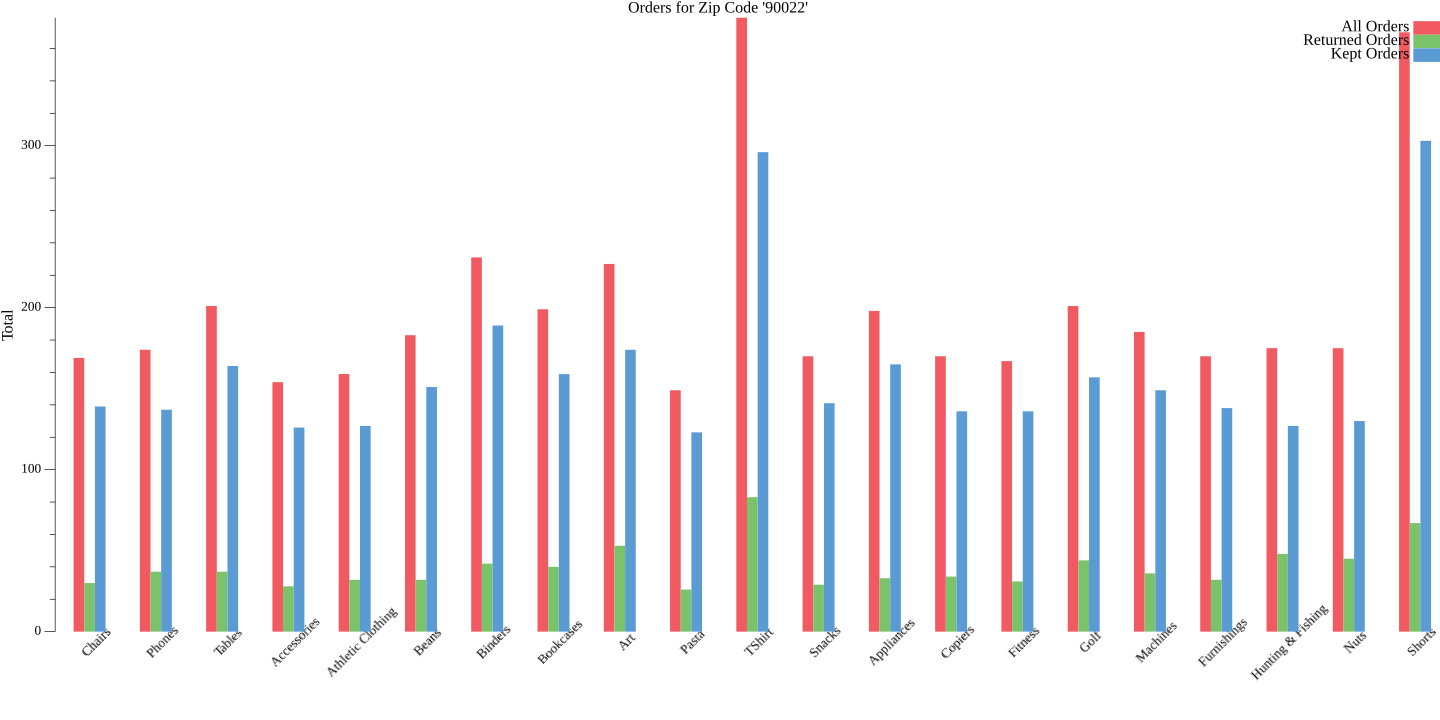 Orders for Zip Code '90022'
All Orders
Returned Orders
Kept Orders
Total
300
200
100
0
Chairs
Phones
Tables
Accessories
Athletic Clothing
Beans
Binders
Bookcases
Art
Pasta
TShirt
Snacks
Appliances
Copiers
Fitness
Golf
Machines
Furnishings
Hunting & Fishing
Nuts
Shorts